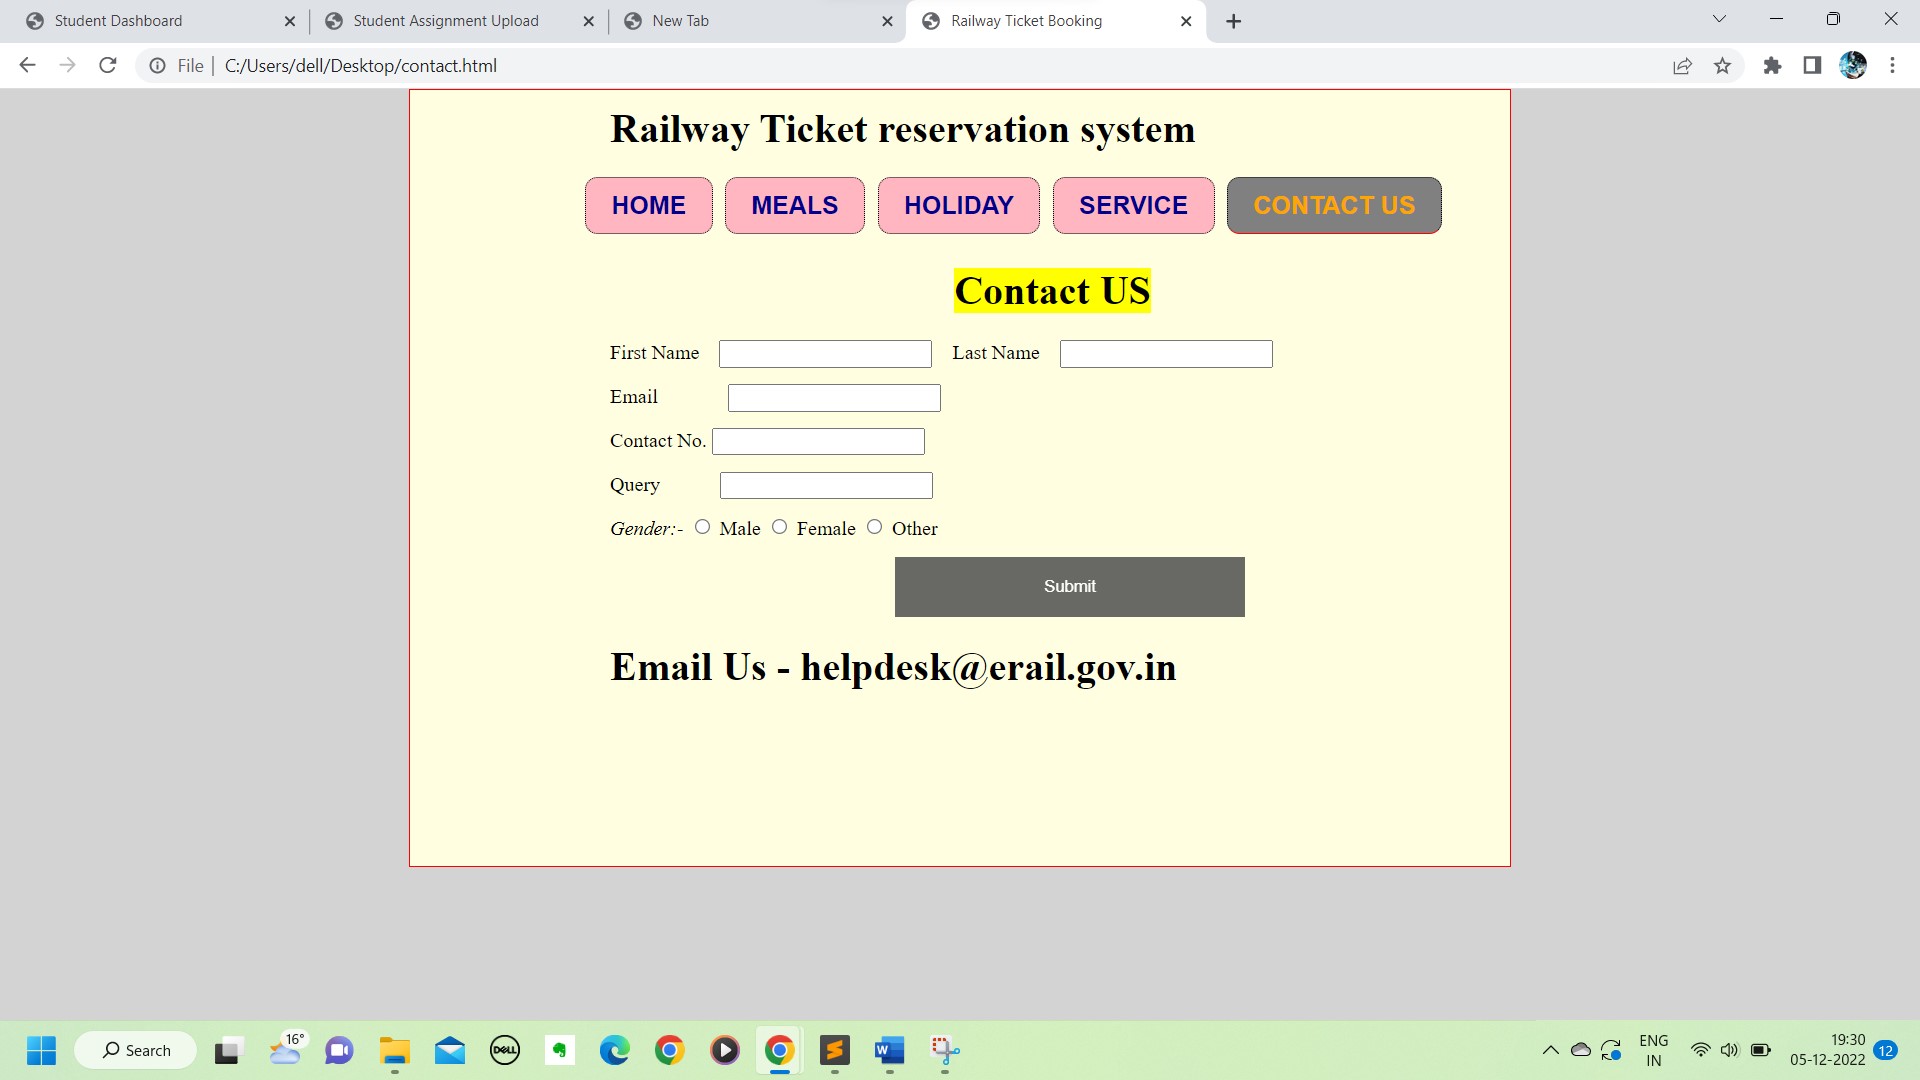 Student Dashboard
Student Assignment Upload
New Tab
Railway Ticket Booking
File
C:/Users/dell/Desktop/contact.html
Railway Ticket reservation system
HOME MEALS HOLIDAY SERVICE CONTACT US
Contact US
First Name Last Name
Email
Contact No.
Query
Gender:- Male Female Other
Submit
Email Us - helpdesk@erail.gov.in
Search
16°
DELL
W
ENG
IN
19:30
05-12-2022
12